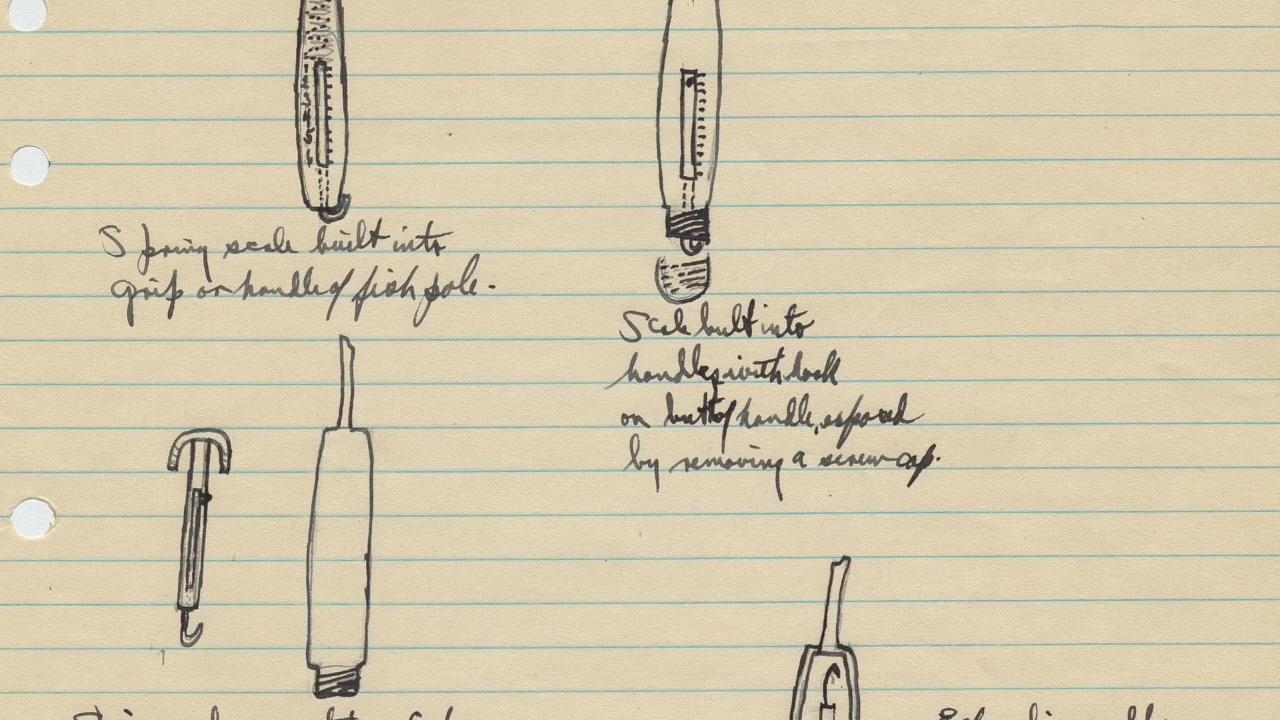 Spring scale built into
grip or handle of fish pole.
Scale built into
handles with hook
on butt of handle, exposed
by removing a screw cap.